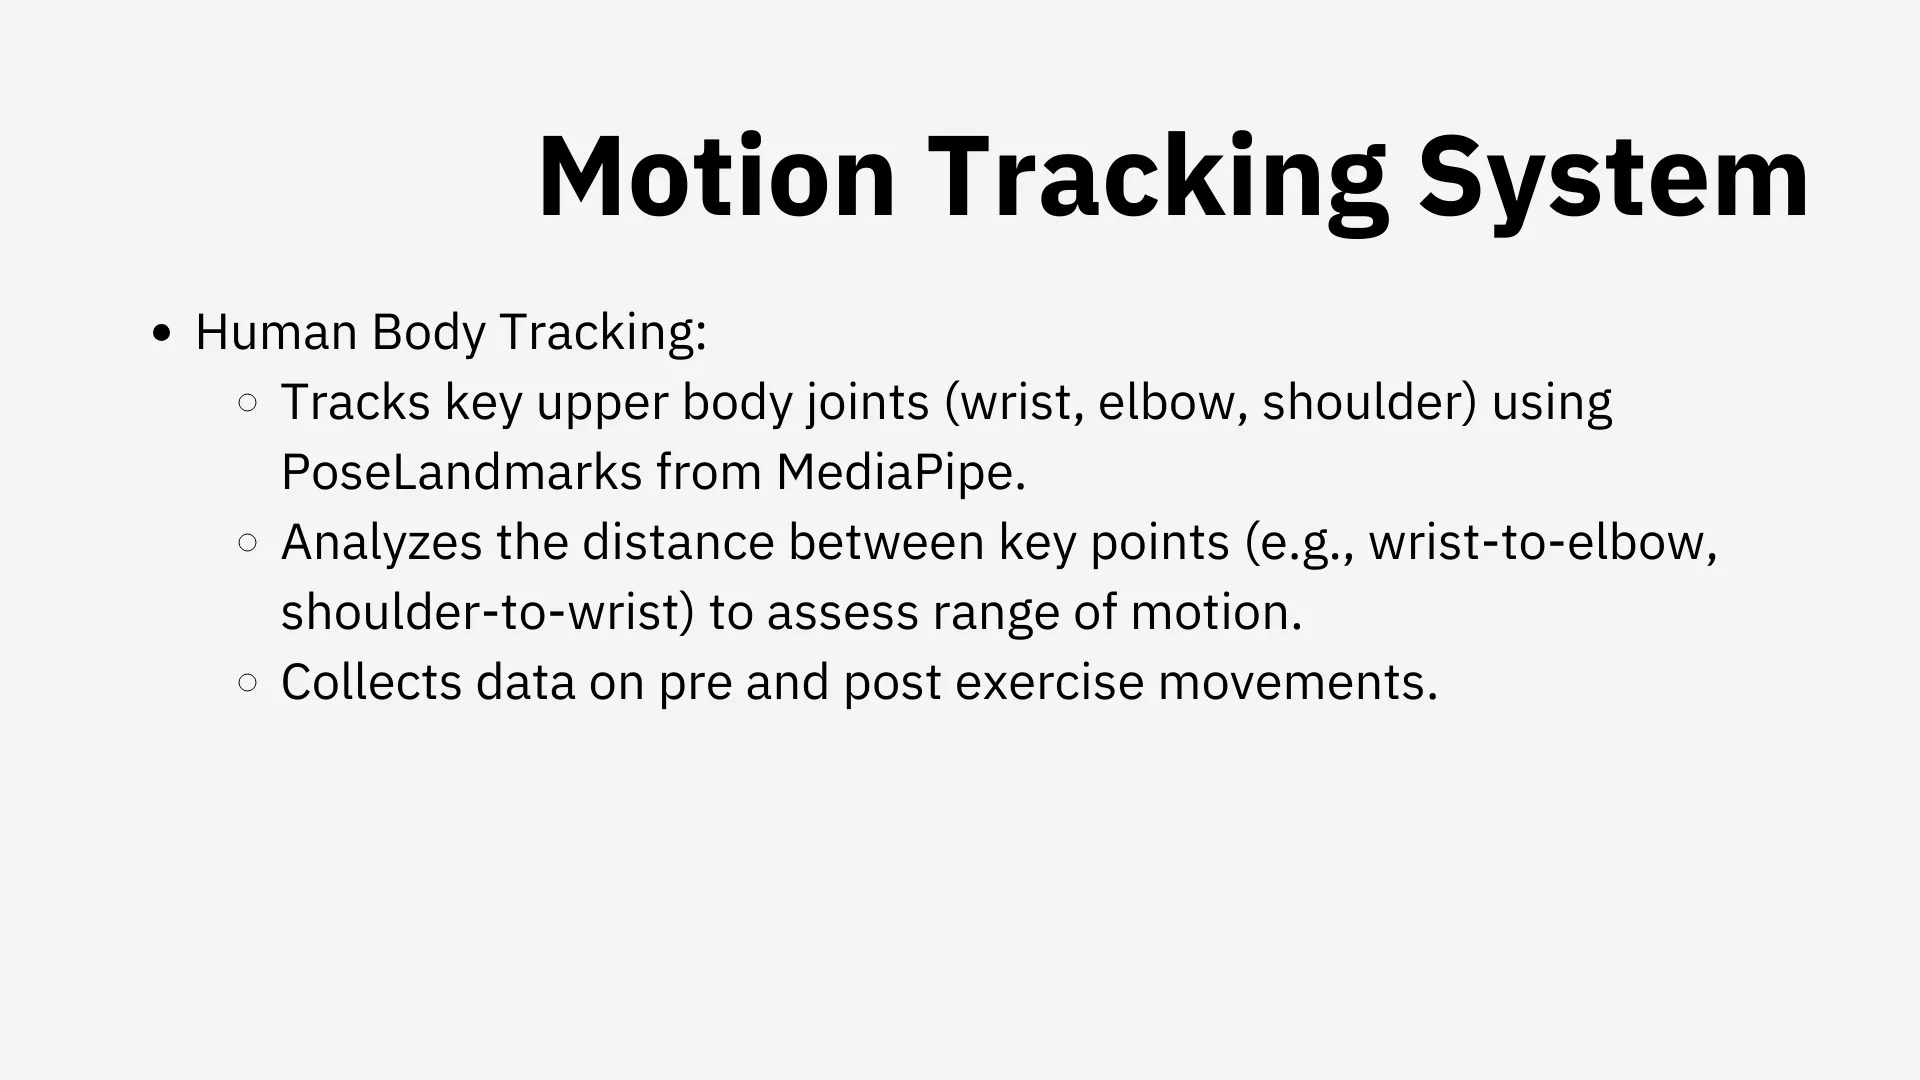 Motion Tracking System
• Human Body Tracking:
◦ Tracks key upper body joints (wrist, elbow, shoulder) using
PoseLandmarks from MediaPipe.
◦ Analyzes the distance between key points (e.g., wrist-to-elbow,
shoulder-to-wrist) to assess range of motion.
◦ Collects data on pre and post exercise movements.